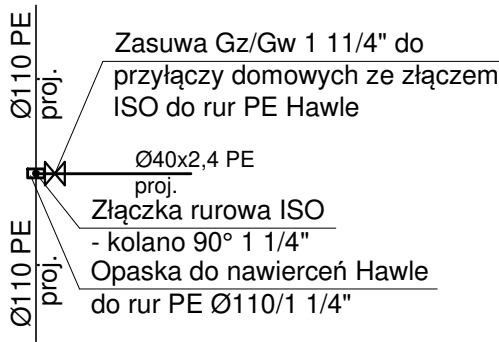 Ø110 PE
proj.
Zasuwa Gz/Gw 1 11/4" do
przyłączy domowych ze złączem
ISO do rur PE Hawle
Ø40x2,4 PE
proj.
Złączka rurowa ISO
- kolano 90° 1 1/4"
Opaska do nawierceń Hawle
do rur PE Ø110/1 1/4"
Ø110 PE
proj.